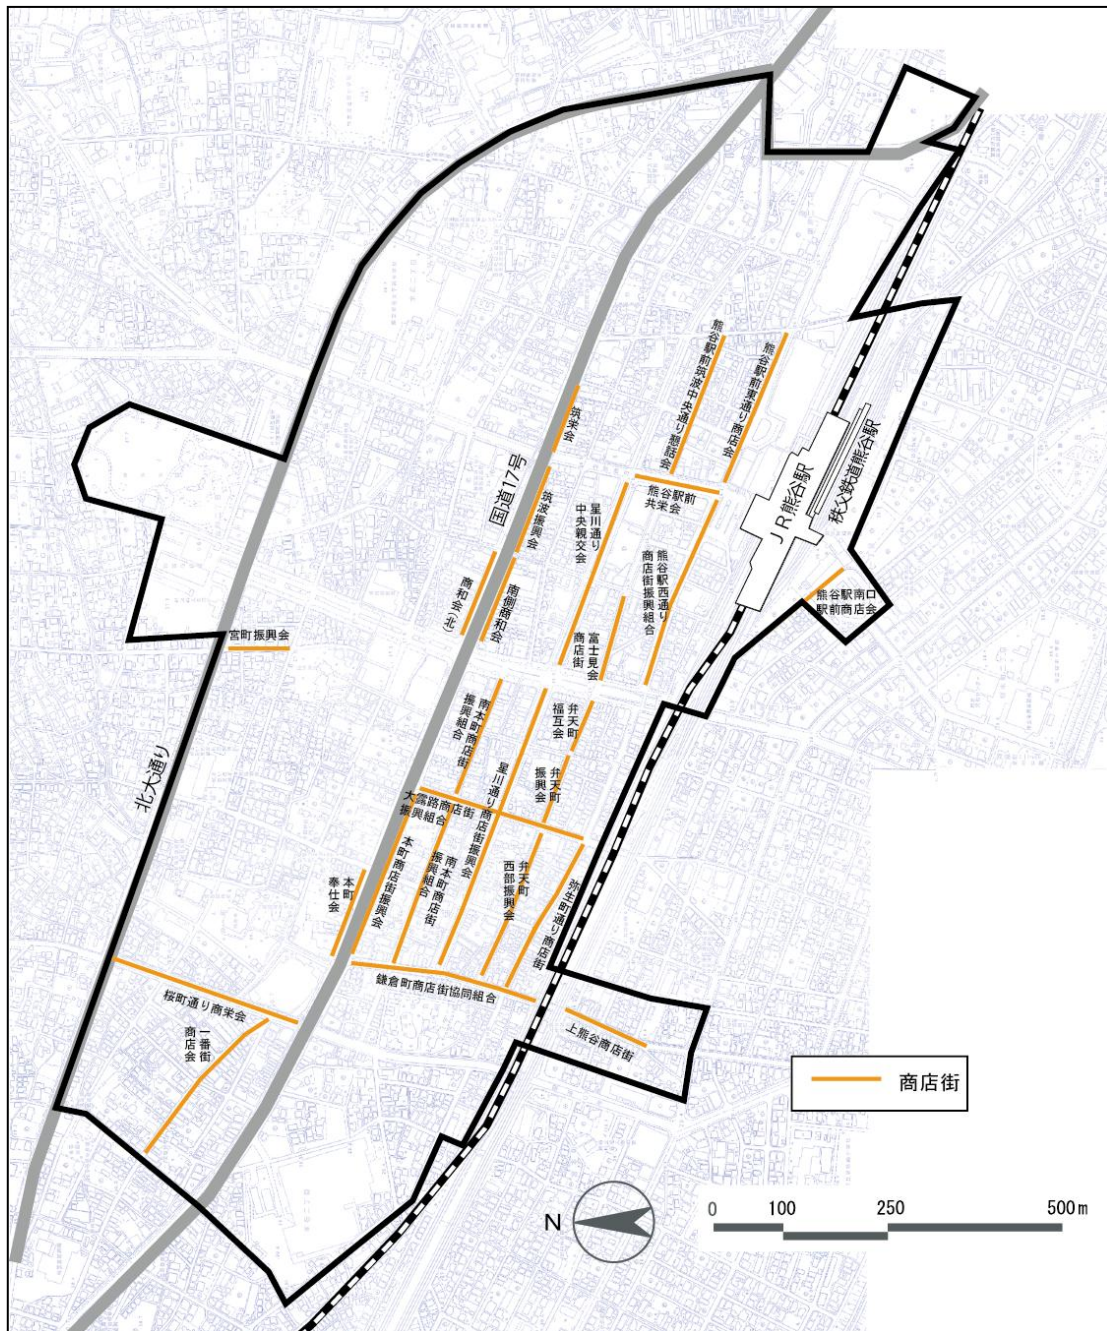 熊谷駅前筑波中央通り懇話会
熊谷駅前東通り商店会
筑栄会
国道17号
筑波振興会
星川通り
中央親交会
熊谷駅前
共栄会
JR熊谷駅
秩父鉄道熊谷駅
熊谷駅西通り
商店街振興組合
商和会(北)
南側商和会
富士見会
商店街
熊谷駅南口
駅前商店会
宮町振興会
南本町商店街
振興組合
弁天町
福互会
星川通り商店街振興会
弁天町
振興会
北大通り
大露路商店街
振興組合
本町商店街振興会
南本町商店街
振興組合
弁天町
西部振興会
弥生町通り商店街
本町
奉仕会
鎌倉町商店街協同組合
桜町通り商栄会
一番街
商店会
上熊谷商店街
商店街
N
0 100 250 500m